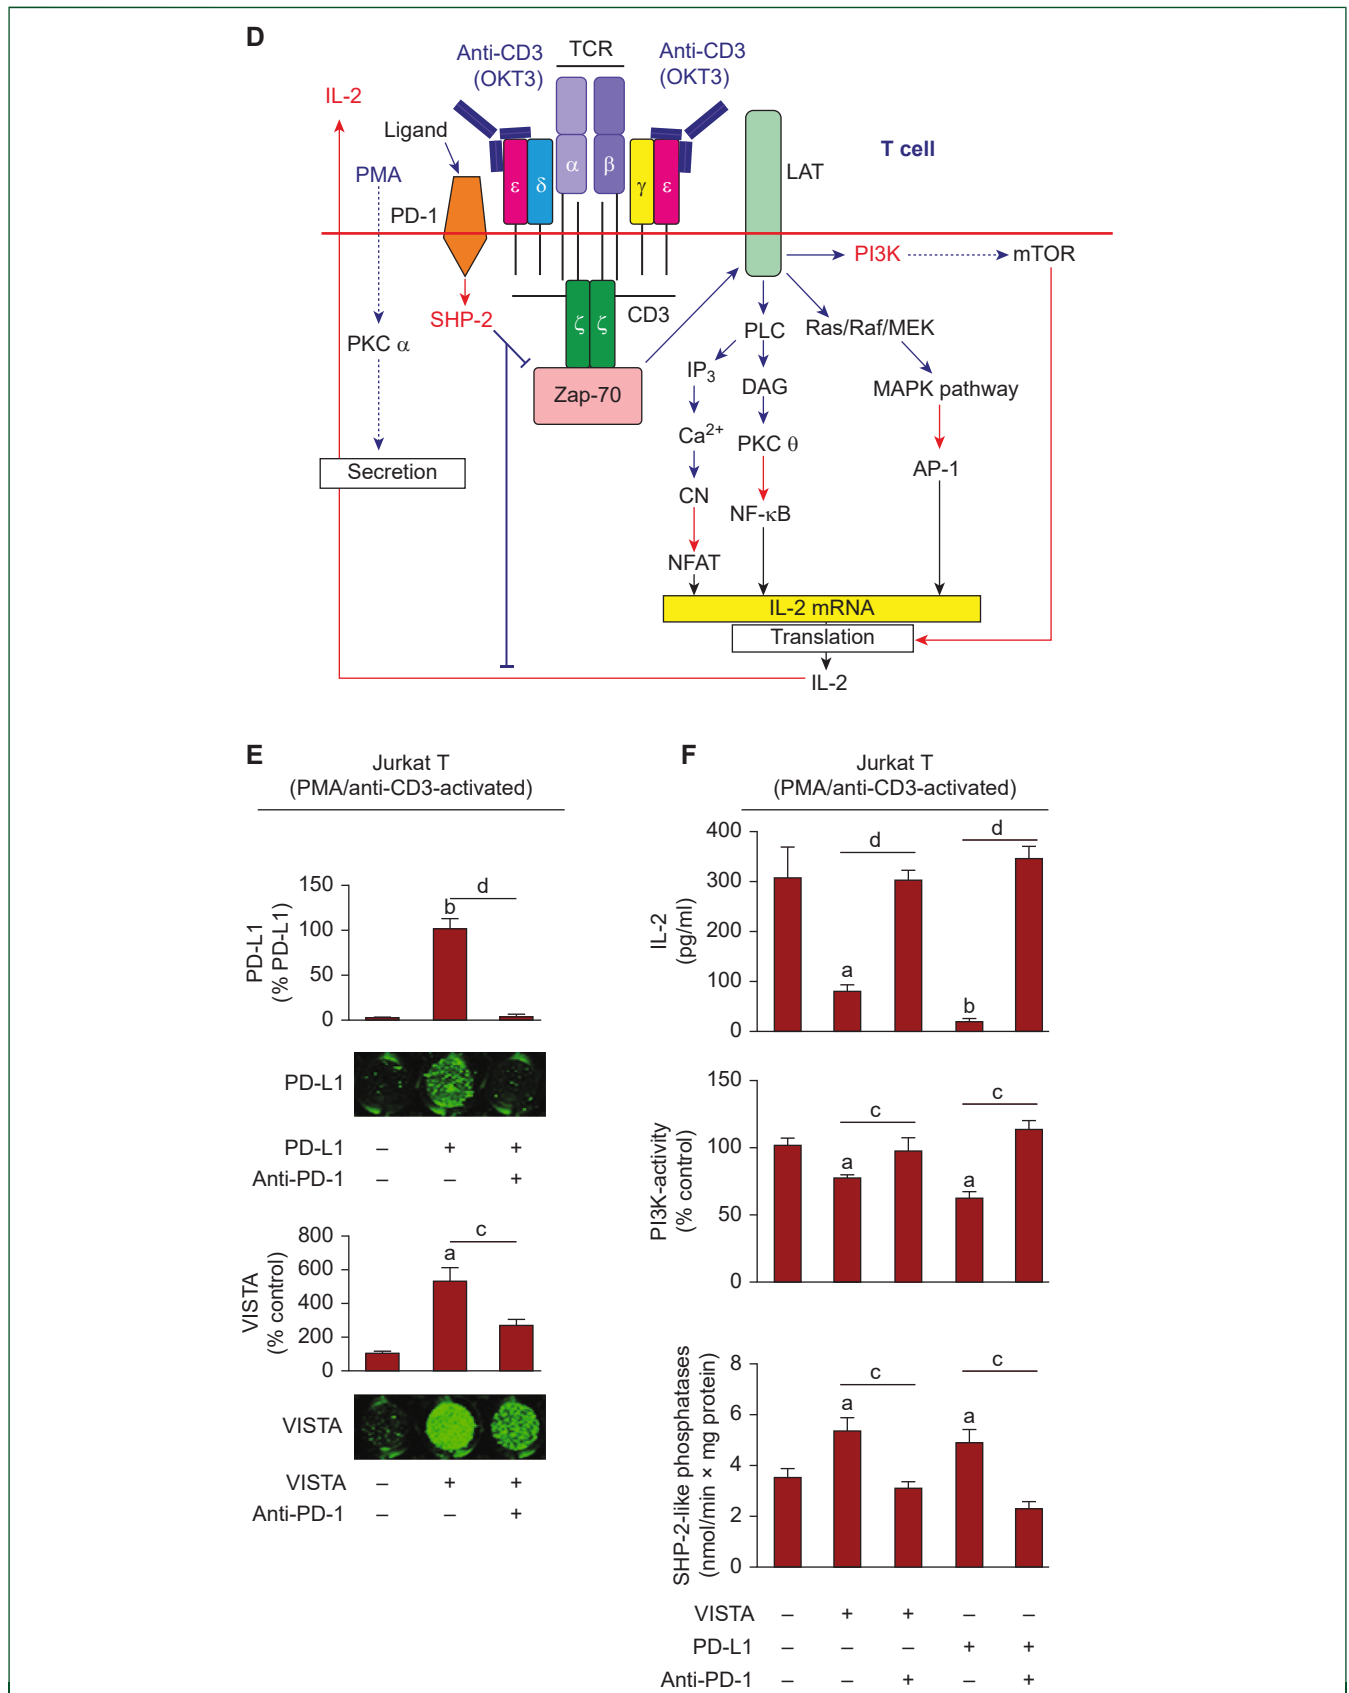 D
Anti-CD3
(OKT3)
TCR
Anti-CD3
(OKT3)
IL-2
Ligand
PMA
PD-1
T cell
LAT
ε
δ
α
β
γ
ε
PI3K
mTOR
SHP-2
ζ
ζ
CD3
PKC α
PLC
Ras/Raf/MEK
IP3
DAG
MAPK pathway
Zap-70
Ca2+
PKC θ
AP-1
Secretion
CN
NF-κB
NFAT
IL-2 mRNA
Translation
IL-2
E
Jurkat T
(PMA/anti-CD3-activated)
PD-L1
(% PD-L1)
150
100
50
0
b
d
PD-L1
PD-L1 – + +
Anti-PD-1 – – +
VISTA
(% control)
800
600
400
200
0
a
c
VISTA
VISTA – + +
Anti-PD-1 – – +
F
Jurkat T
(PMA/anti-CD3-activated)
IL-2
(pg/ml)
400
300
200
100
0
a
d
b
d
PI3K-activity
(% control)
150
100
50
0
a
c
a
c
SHP-2-like phosphatases
(nmol/min × mg protein)
8
6
4
2
0
a
c
a
c
VISTA – + + – –
PD-L1 – – – + +
Anti-PD-1 – – + – +